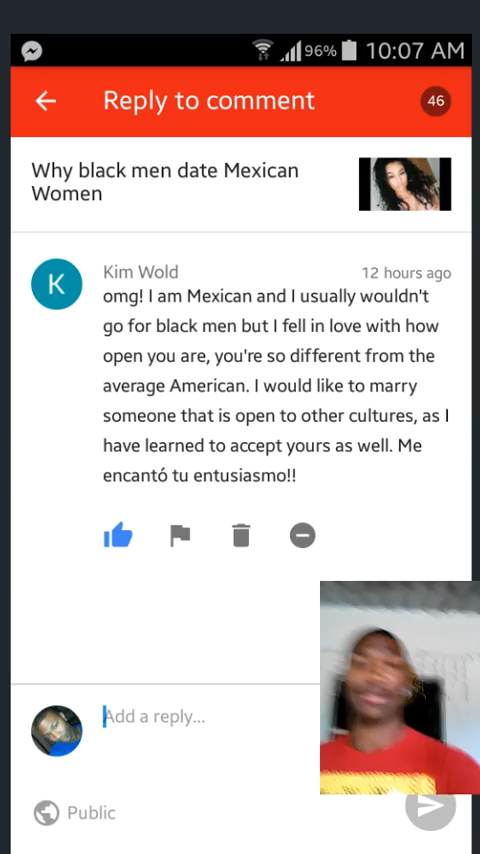 96% 10:07 AM
Reply to comment 46
Why black men date Mexican
Women
Kim Wold 12 hours ago
K
omg! I am Mexican and I usually wouldn't
go for black men but I fell in love with how
open you are, you're so different from the
average American. I would like to marry
someone that is open to other cultures, as I
have learned to accept yours as well. Me
encantó tu entusiasmo!!
Add a reply...
Public